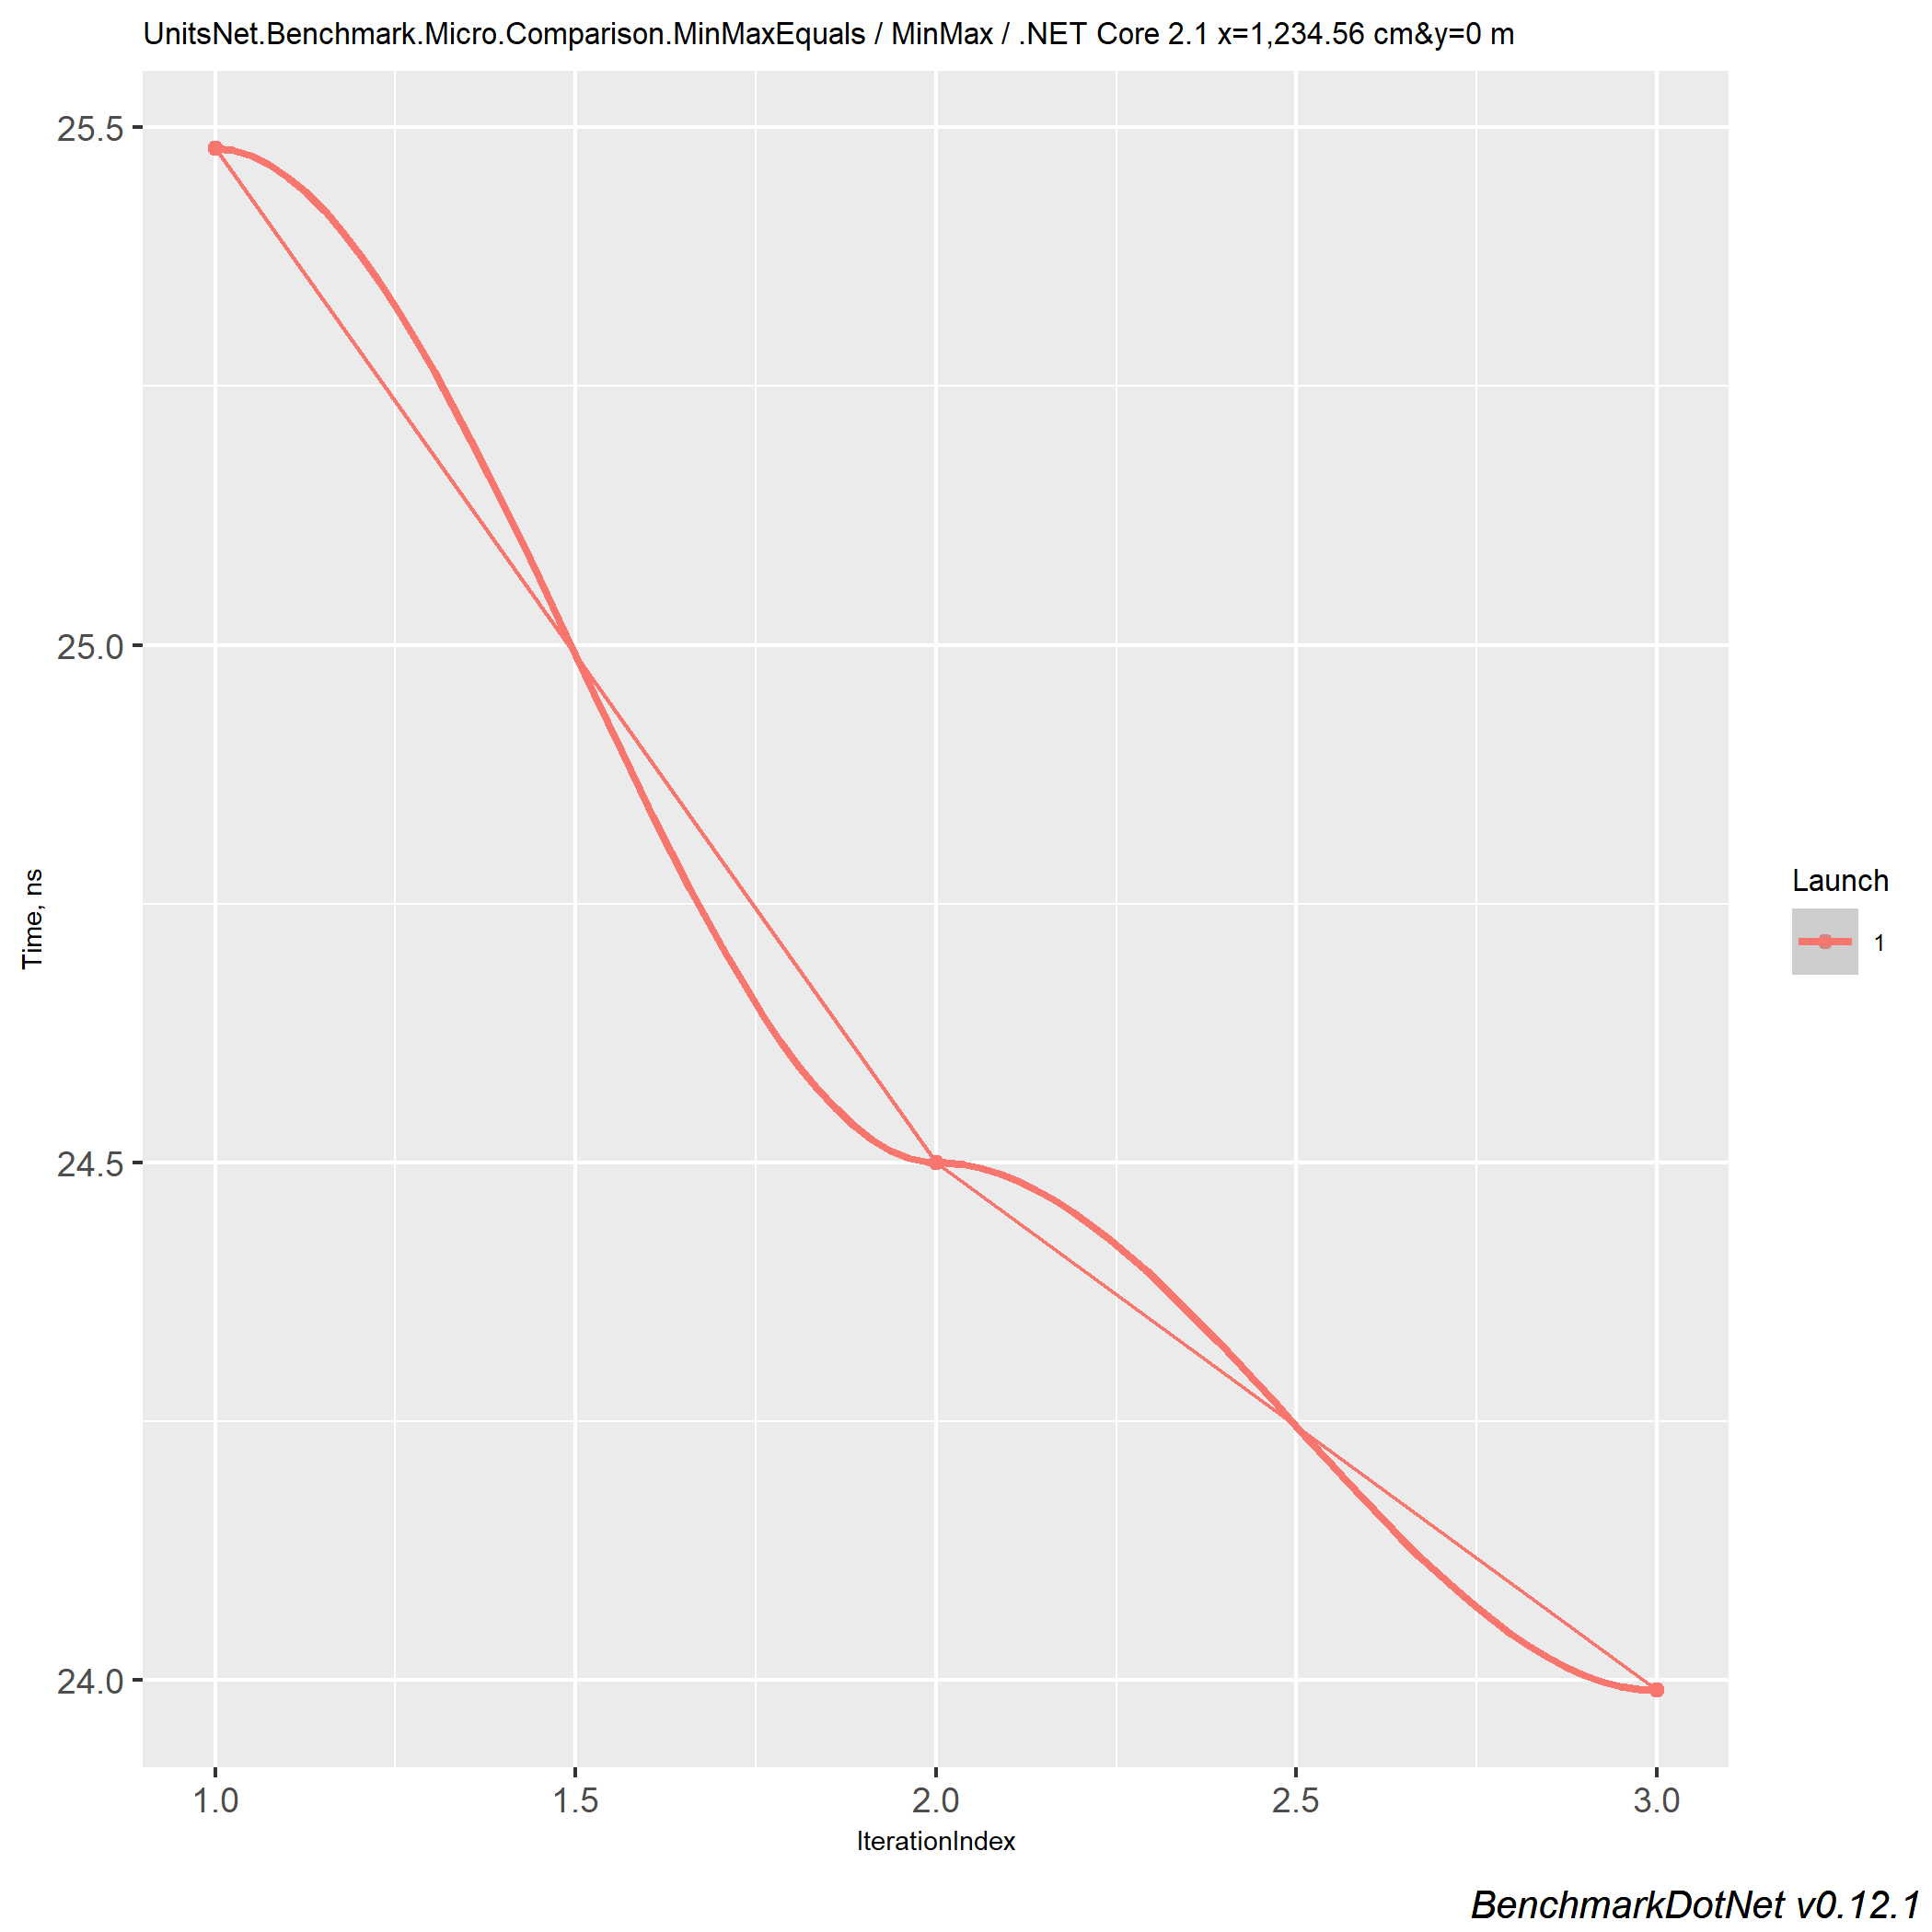 UnitsNet.Benchmark.Micro.Comparison.MinMaxEquals / MinMax / .NET Core 2.1 x=1,234.56 cm&y=0 m
25.5
25.0
24.5
24.0
Time, ns
1.0 1.5 2.0 2.5 3.0
IterationIndex
Launch
1
BenchmarkDotNet v0.12.1